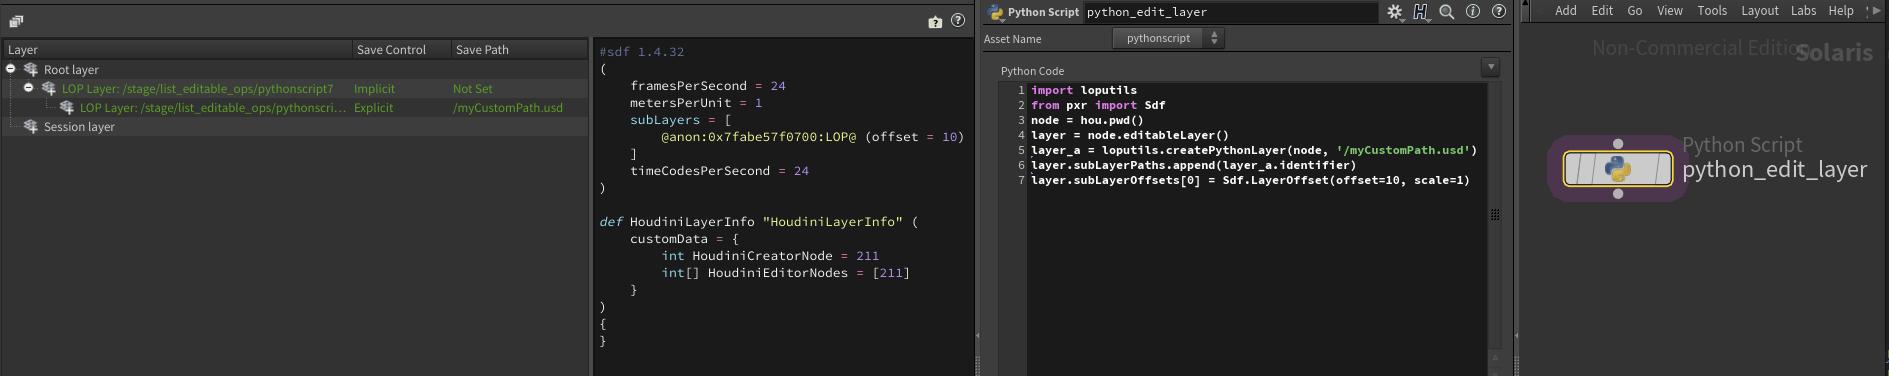 Layer Save Control Save Path
Root layer
LOP Layer: /stage/list_editable_ops/pythonscript7 Implicit Not Set
LOP Layer: /stage/list_editable_ops/pythonscri... Explicit /myCustomPath.usd
Session layer
#sdf 1.4.32
(
framesPerSecond = 24
metersPerUnit = 1
subLayers = [
@anon:0x7fabe57f0700:LOP@ (offset = 10)
]
timeCodesPerSecond = 24
)
def HoudiniLayerInfo "HoudiniLayerInfo" (
customData = {
int HoudiniCreatorNode = 211
int[] HoudiniEditorNodes = [211]
}
)
{
}
Python Script python_edit_layer
Asset Name pythonscript
Python Code
1 import loputils
2 from pxr import Sdf
3 node = hou.pwd()
4 layer = node.editableLayer()
5 layer_a = loputils.createPythonLayer(node, '/myCustomPath.usd')
6 layer.subLayerPaths.append(layer_a.identifier)
7 layer.subLayerOffsets[0] = Sdf.LayerOffset(offset=10, scale=1)
Add Edit Go View Tools Layout Labs Help
Non-Commercial Edition Solaris
Python Script
python_edit_layer